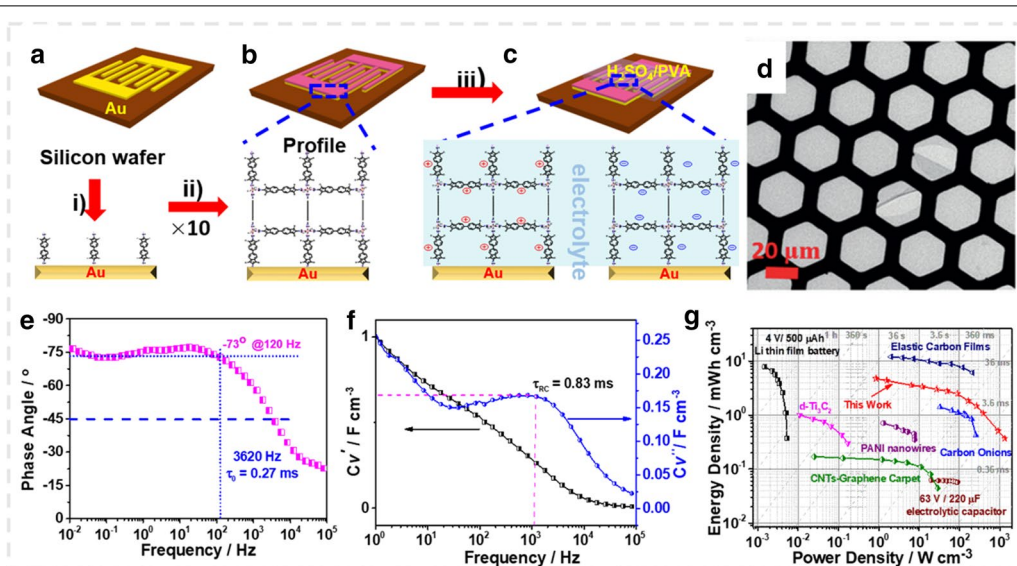 a
b
c
d
Au
iii)
H₂SO₄/PVA
Silicon wafer
Profile
i)
ii)
×10
electrolyte
Au
Au
Au
Au
20 μm
e
Phase Angle / °
-90
-75
-60
-45
-30
-15
0
-73° @120 Hz
3620 Hz
τ₀ = 0.27 ms
10⁻² 10⁻¹ 10⁰ 10¹ 10² 10³ 10⁴ 10⁵
Frequency / Hz
f
Cv′ / F cm⁻³
1
0
τRC = 0.83 ms
0.25
0.20
0.15
0.10
0.05
0.00
Cv″ / F cm⁻³
10⁰ 10¹ 10² 10³ 10⁴ 10⁵
Frequency / Hz
g
Energy Density / mWh cm⁻³
10¹
10⁰
10⁻¹
10⁻²
4 V/ 500 μAh
Li thin film battery
1 h
360 s
36 s
3.6 s
360 ms
Elastic Carbon Films
36 ms
This Work
3.6 ms
d-Ti₃C₂
PANI nanowires
Carbon Onions
0.36 ms
CNTs-Graphene Carpet
63 V / 220 μF
electrolytic capacitor
10⁻³ 10⁻² 10⁻¹ 10⁰ 10¹ 10² 10³
Power Density / W cm⁻³